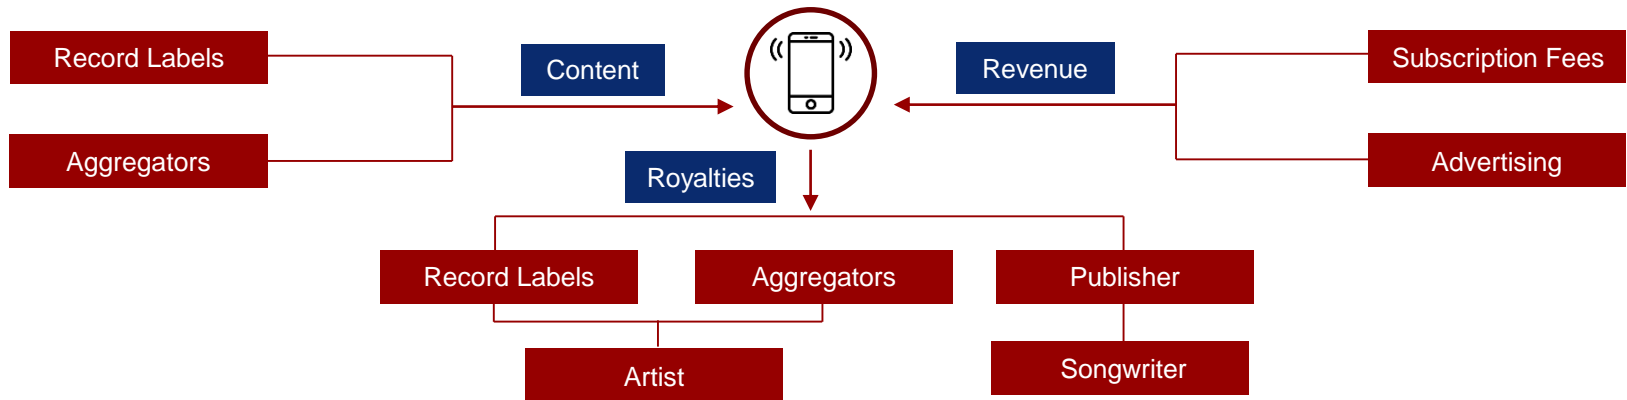 Record Labels
Content
Revenue
Subscription Fees
Aggregators
Advertising
Royalties
Record Labels
Aggregators
Publisher
Artist
Songwriter